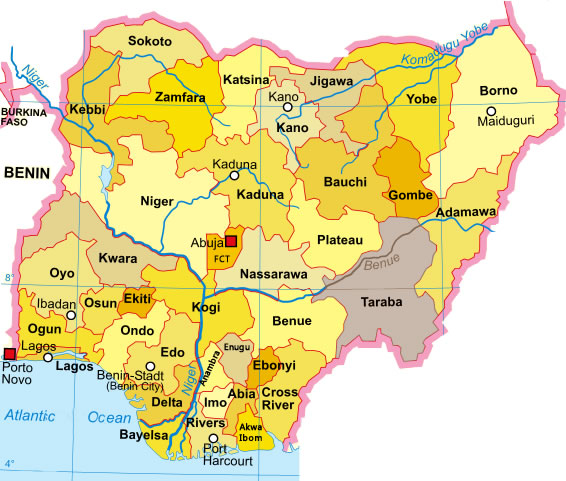 Sokoto
Niger
Katsina
Jigawa
Komadugu Yobe
Kebbi
Zamfara
Kano
Kano
Yobe
Borno
Maiduguri
BURKINA
FASO
BENIN
Kaduna
Kaduna
Bauchi
Gombe
Adamawa
Niger
Abuja
FCT
Plateau
Kwara
Nassarawa
Benue
Taraba
8°
Oyo
Ibadan
Osun
Ekiti
Kogi
Benue
Ogun
Ondo
Lagos
Lagos
Porto
Novo
Edo
Benin-Stadt
(Benin City)
Niger
Anambra
Enugu
Ebonyi
Delta
Imo
Abia
Cross
River
Atlantic Ocean
Bayelsa
Rivers
Akwa
Ibom
Port
Harcourt
4°